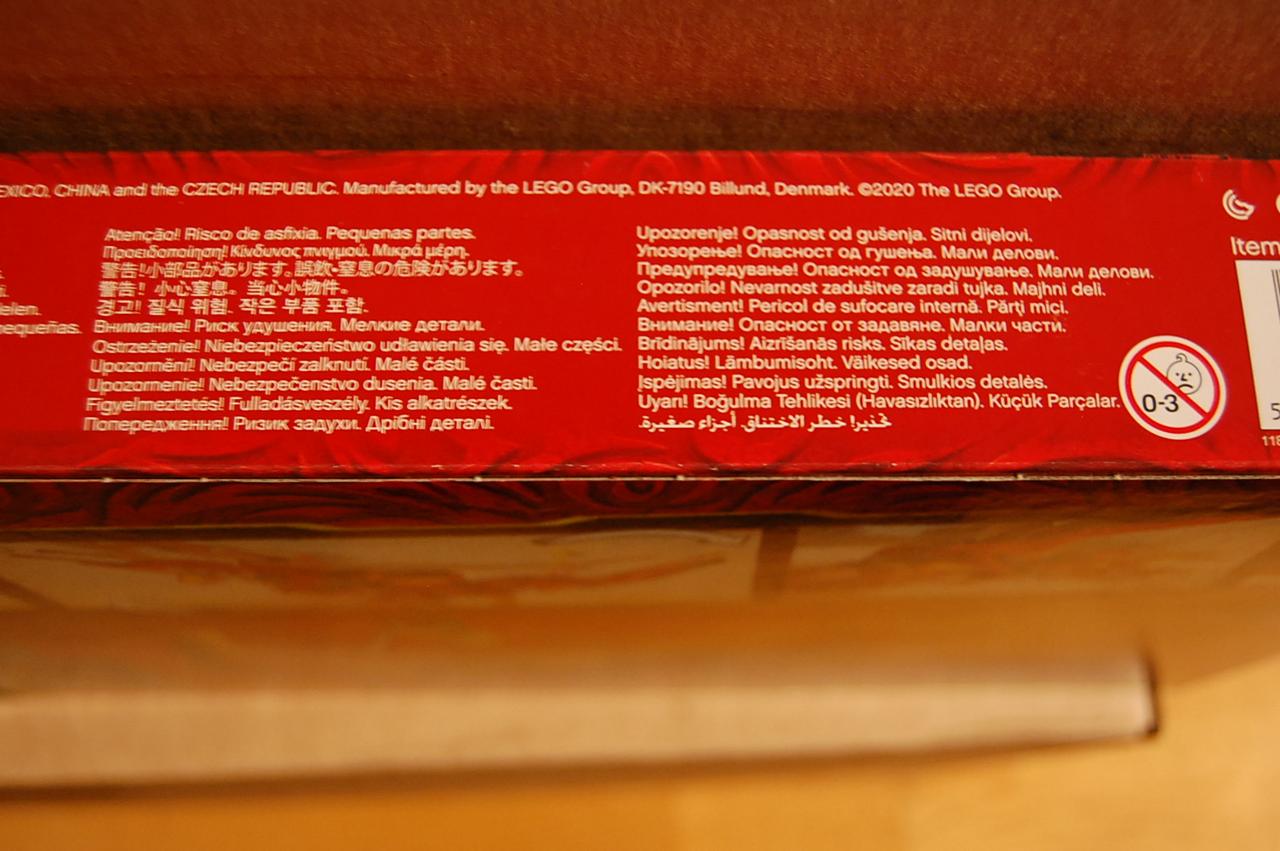 EXICO, CHINA and the CZECH REPUBLIC. Manufactured by the LEGO Group, DK-7190 Billund, Denmark. ©2020 The LEGO Group.
elen.
pequeñas.
Atenção! Risco de asfixia. Pequenas partes.
Προειδοποίηση! Κίνδυνος πνιγμού. Μικρά μέρη.
警告!小部品があります。誤飲・窒息の危険があります。
警告！小心窒息。当心小物件。
경고!! 질식 위험. 작은 부품 포함.
Внимание! Риск удушения. Мелкие детали.
Ostrzeżenie! Niebezpieczeństwo udławienia się. Małe części.
Upozornění! Nebezpečí zalknutí. Malé části.
Upozornenie! Nebezpečenstvo dusenia. Malé časti.
Figyelmeztetés! Fulladásveszély. Kis alkatrészek.
Попередження! Ризик задухи. Дрібні деталі.
Upozorenje! Opasnost od gušenja. Sitni dijelovi.
Упозорење! Опасност од гушења. Мали делови.
Предупредување! Опасност од задушување. Мали делови.
Opozorilo! Nevarnost zadušitve zaradi tujka. Majhni deli.
Avertisment! Pericol de sufocare internă. Părți mici.
Внимание! Опасност от задавяне. Малки части.
Brīdinājums! Aizrīšanās risks. Sīkas detaļas.
Hoiatus! Lämbumisoht. Väikesed osad.
Įspėjimas! Pavojus užspringti. Smulkios detalės.
Uyarı! Boğulma Tehlikesi (Havasızlıktan). Küçük Parçalar.
تحذير! خطر الاختناق. أجزاء صغيرة.
0-3
Item
5
118